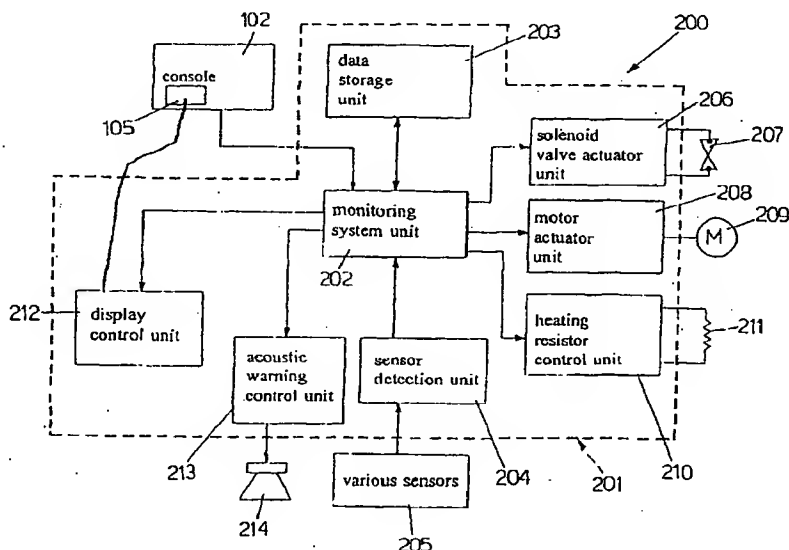 102
203
200
console
105
data
storage
unit
206
solenoid
valve actuator
unit
207
208
monitoring
system unit
202
motor
actuator
unit
209
M
212
display
control unit
acoustic
warning
control unit
sensor
detection unit
heating
resistor
control unit
211
213
204
201
210
214
various sensors
205